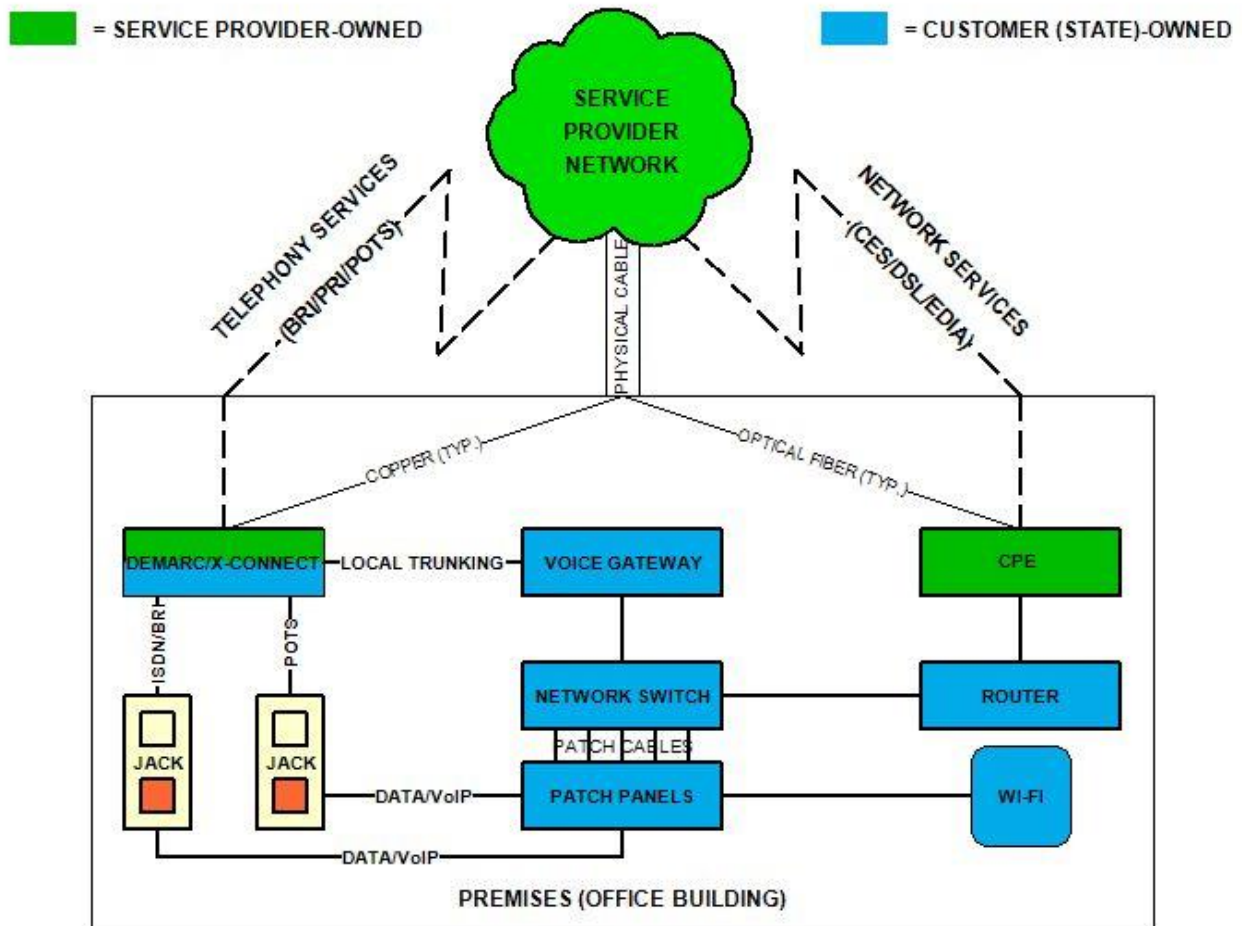 = SERVICE PROVIDER-OWNED
= CUSTOMER (STATE)-OWNED
SERVICE
PROVIDER
NETWORK
TELEPHONY SERVICES
(BRI/PRI/POTS)
NETWORK SERVICES
(CES/DSL/EDIA)
PHYSICAL CABLE
COPPER (TYP.)
OPTICAL FIBER (TYP.)
DEMARC/X-CONNECT
LOCAL TRUNKING
VOICE GATEWAY
CPE
ISDN/BRI
POTS
NETWORK SWITCH
ROUTER
PATCH CABLES
JACK
JACK
DATA/VoIP
PATCH PANELS
WI-FI
DATA/VoIP
PREMISES (OFFICE BUILDING)